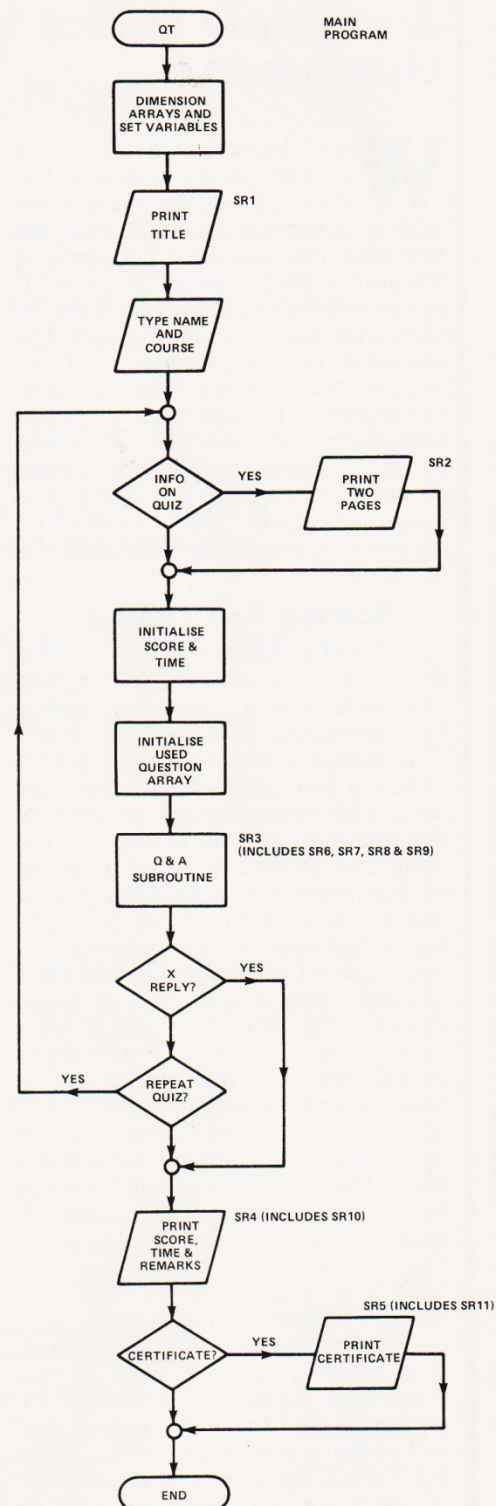 QT
MAIN
PROGRAM
DIMENSION
ARRAYS AND
SET VARIABLES
SR1
PRINT
TITLE
TYPE NAME
AND
COURSE
INFO
ON
QUIZ
YES
SR2
PRINT
TWO
PAGES
INITIALISE
SCORE &
TIME
INITIALISE
USED
QUESTION
ARRAY
SR3
(INCLUDES SR6, SR7, SR8 & SR9)
Q & A
SUBROUTINE
X
REPLY?
YES
REPEAT
QUIZ?
YES
SR4 (INCLUDES SR10)
PRINT
SCORE,
TIME &
REMARKS
SR5 (INCLUDES SR11)
CERTIFICATE?
YES
PRINT
CERTIFICATE
END